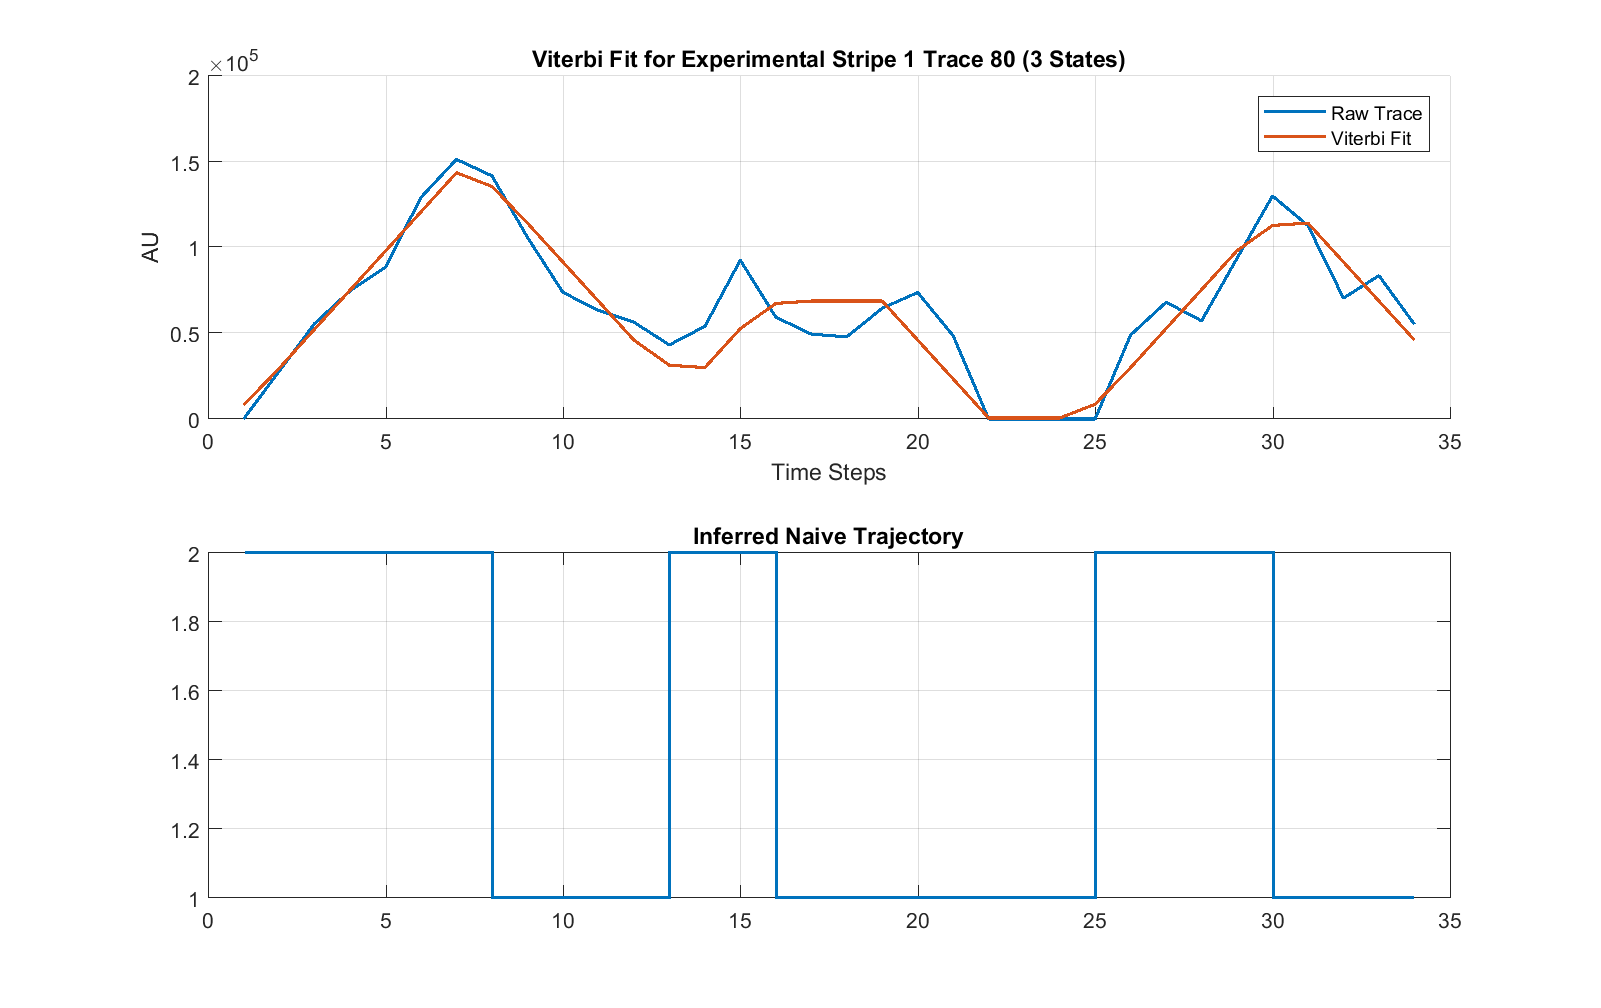 Viterbi Fit for Experimental Stripe 1 Trace 80 (3 States)
×10^5
2
1.5
1
0.5
0
AU
Raw Trace
Viterbi Fit
0 5 10 15 20 25 30 35
Time Steps
Inferred Naive Trajectory
2
1.8
1.6
1.4
1.2
1
0 5 10 15 20 25 30 35